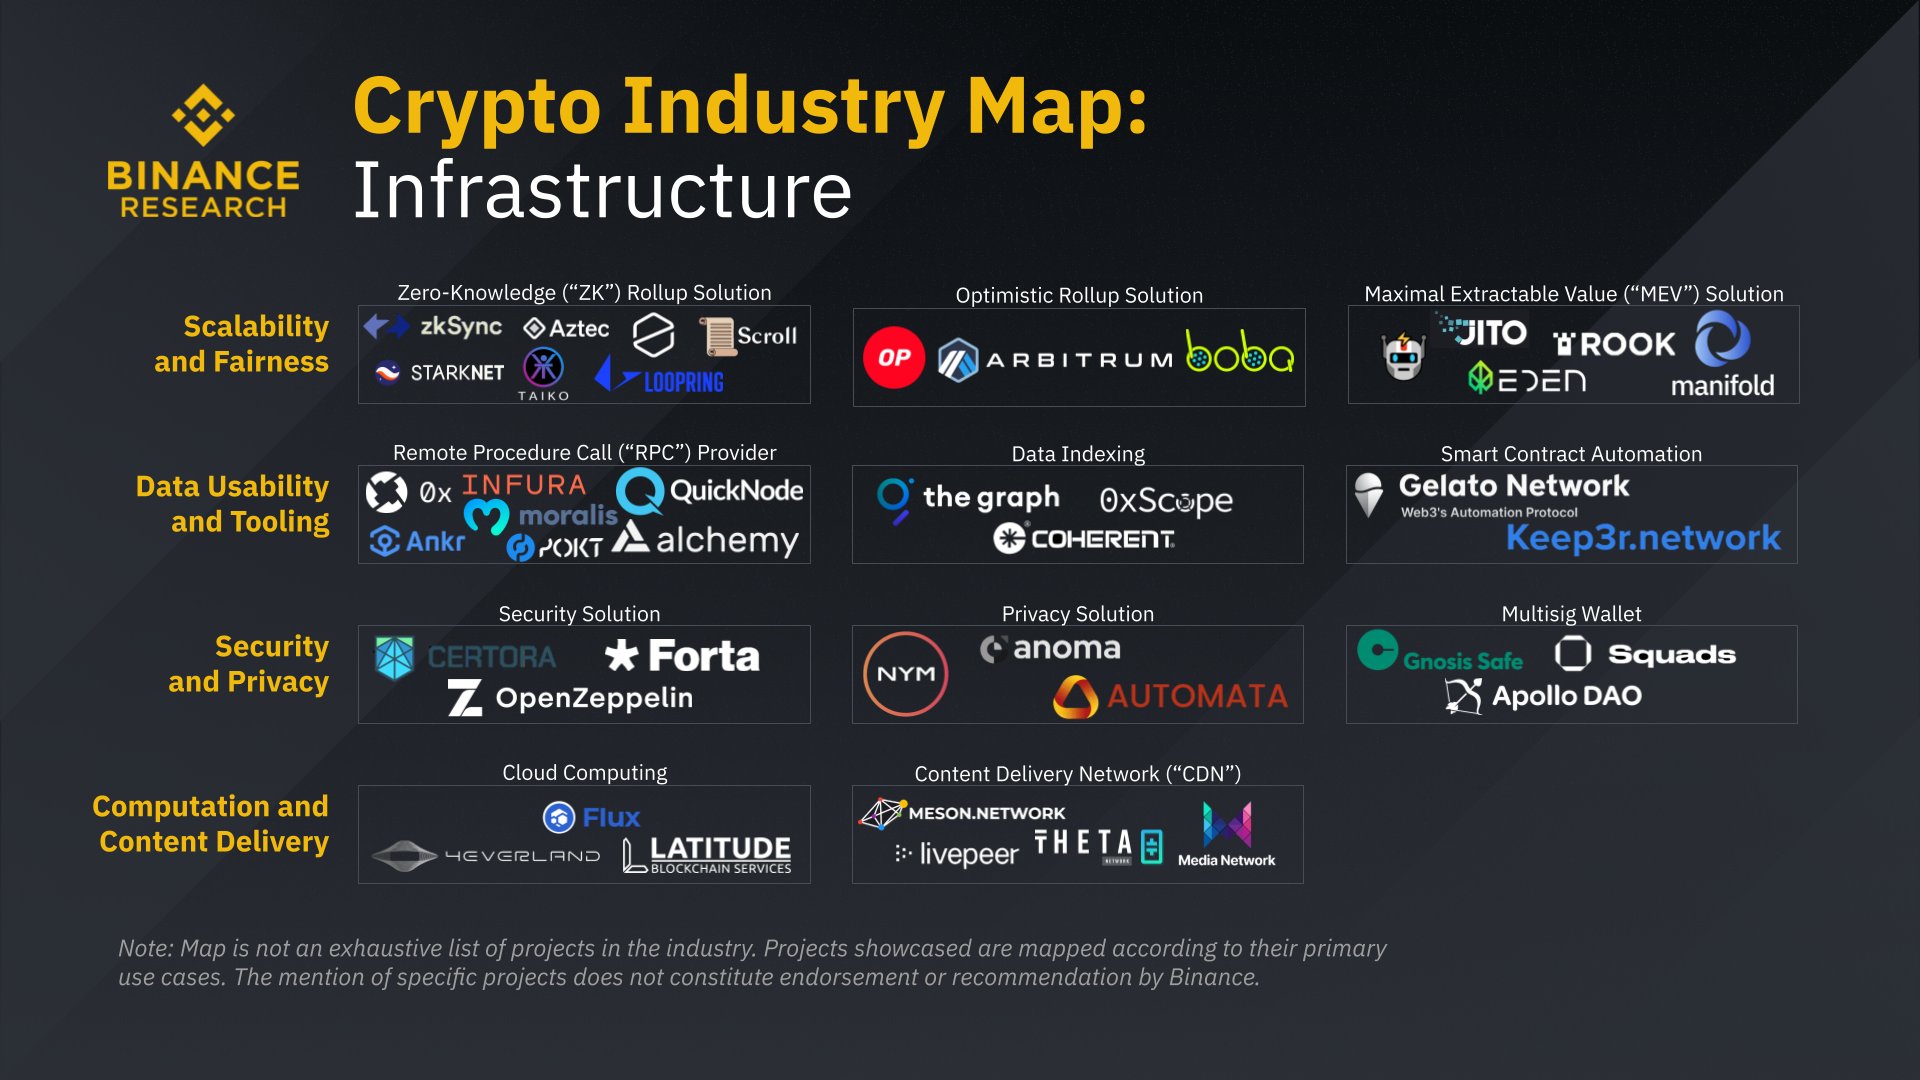 BINANCE
RESEARCH
Crypto Industry Map:
Infrastructure
Scalability
and Fairness
Zero-Knowledge (“ZK”) Rollup Solution
zkSync
Aztec
Scroll
STARKNET
TAIKO
LOOPRING
Optimistic Rollup Solution
OP
ARBITRUM
boba
Maximal Extractable Value (“MEV”) Solution
JITO
ROOK
EDEN
manifold
Data Usability
and Tooling
Remote Procedure Call (“RPC”) Provider
0x
INFURA
QuickNode
moralis
Ankr
POKT
alchemy
Data Indexing
the graph
0xScope
COHERENT
Smart Contract Automation
Gelato Network
Web3's Automation Protocol
Keep3r.network
Security
and Privacy
Security Solution
CERTORA
Forta
OpenZeppelin
Privacy Solution
NYM
anoma
AUTOMATA
Multisig Wallet
Gnosis Safe
Squads
Apollo DAO
Computation and
Content Delivery
Cloud Computing
Flux
4EVERLAND
LATITUDE
BLOCKCHAIN SERVICES
Content Delivery Network (“CDN”)
MESON.NETWORK
livepeer
THETA
NETWORK
Media Network
Note: Map is not an exhaustive list of projects in the industry. Projects showcased are mapped according to their primary
use cases. The mention of specific projects does not constitute endorsement or recommendation by Binance.